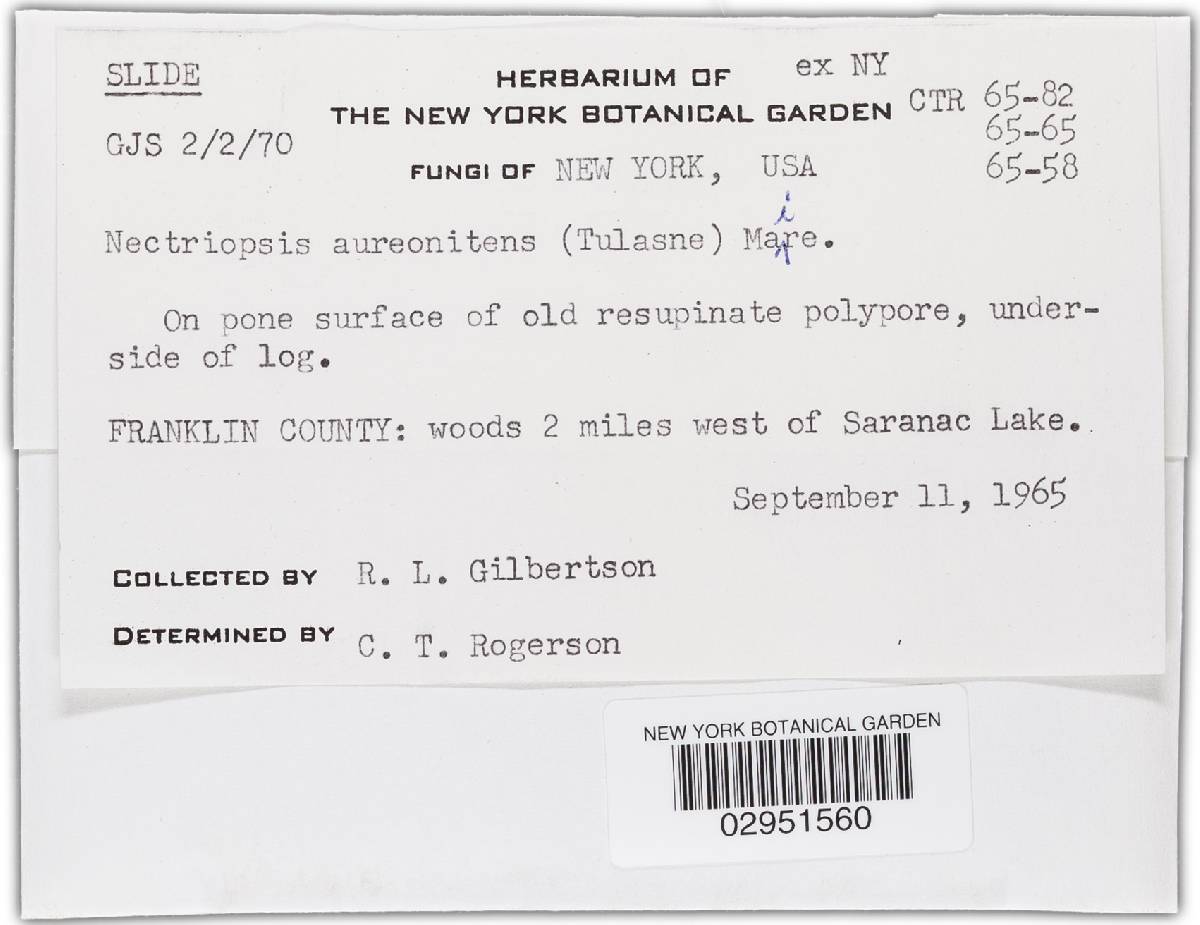 SLIDE
GJS 2/2/70
HERBARIUM OF
THE NEW YORK BOTANICAL GARDEN
ex NY
CTR 65-82
65-65
65-58
FUNGI OF NEW YORK, USA
Nectriopsis aureonitens (Tulasne) Maire.
On pone surface of old resupinate polypore, under-
side of log.
FRANKLIN COUNTY: woods 2 miles west of Saranac Lake.
September 11, 1965
COLLECTED BY R. L. Gilbertson
DETERMINED BY C. T. Rogerson
NEW YORK BOTANICAL GARDEN
02951560